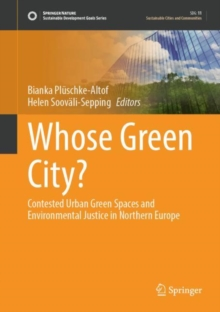 SPRINGER NATURE
Sustainable Development Goals Series
SDG: 11
Sustainable Cities and Communities
Bianka Plüschke-Altof
Helen Sooväli-Sepping Editors
Whose Green
City?
Contested Urban Green Spaces and
Environmental Justice in Northern Europe
Springer